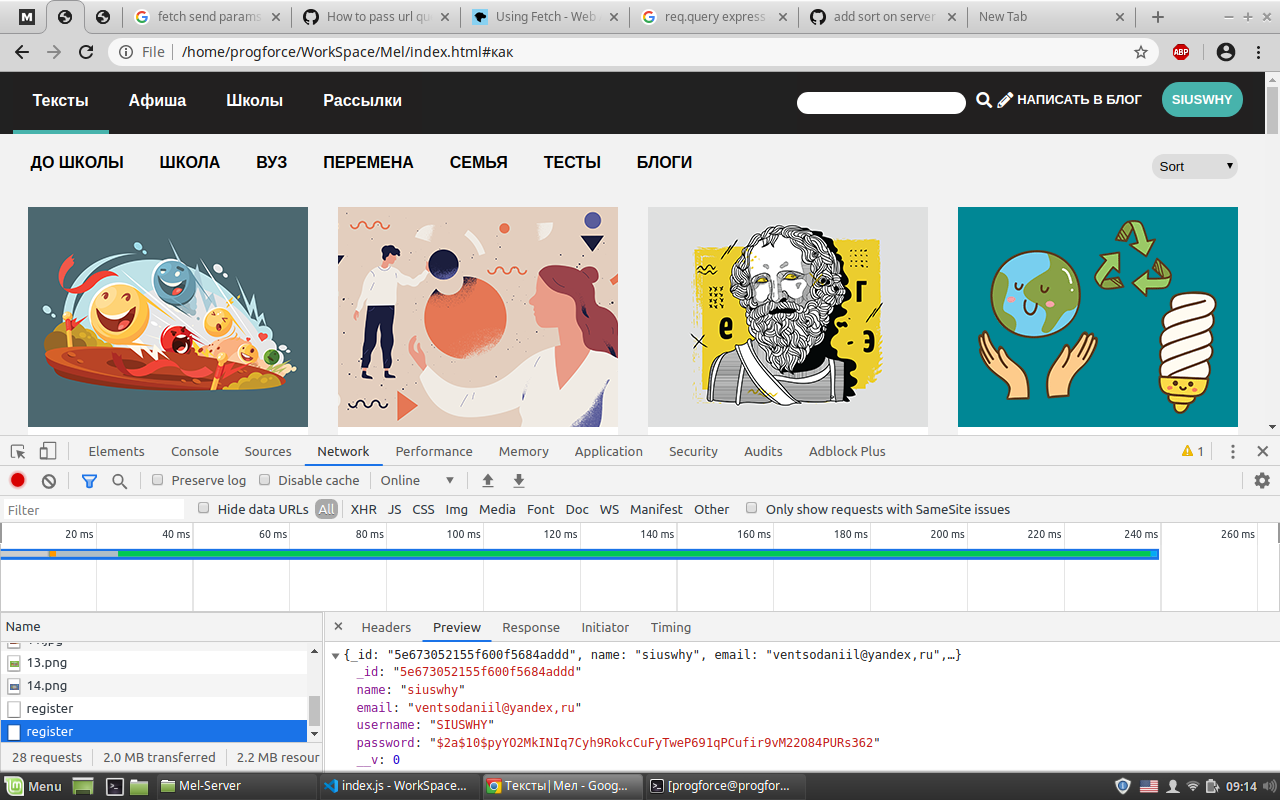 M fetch send params How to pass url qu Using Fetch - Web req.query express add sort on server New Tab
File /home/progforce/WorkSpace/Mel/index.html#как ABP
Тексты Афиша Школы Рассылки НАПИСАТЬ В БЛОГ SIUSWHY
ДО ШКОЛЫ ШКОЛА ВУЗ ПЕРЕМЕНА СЕМЬЯ ТЕСТЫ БЛОГИ Sort
Г
е
э
Elements Console Sources Network Performance Memory Application Security Audits Adblock Plus 1
Preserve log Disable cache Online
Filter Hide data URLs All XHR JS CSS Img Media Font Doc WS Manifest Other Only show requests with SameSite issues
20 ms 40 ms 60 ms 80 ms 100 ms 120 ms 140 ms 160 ms 180 ms 200 ms 220 ms 240 ms 260 ms
Name Headers Preview Response Initiator Timing
{_id: "5e673052155f600f5684addd", name: "siuswhy", email: "ventsodaniil@yandex,ru",…}
13.png _id: "5e673052155f600f5684addd"
14.png name: "siuswhy"
register email: "ventsodaniil@yandex,ru"
register username: "SIUSWHY"
password: "$2a$10$pyYO2MkINIq7Cyh9RokcCuFyTweP691qPCufir9vM22O84PURs362"
28 requests 2.0 MB transferred 2.2 MB resour __v: 0
Menu Mel-Server index.js - WorkSpace... Тексты| Мел - Goog... [progforce@progfor... 09:14